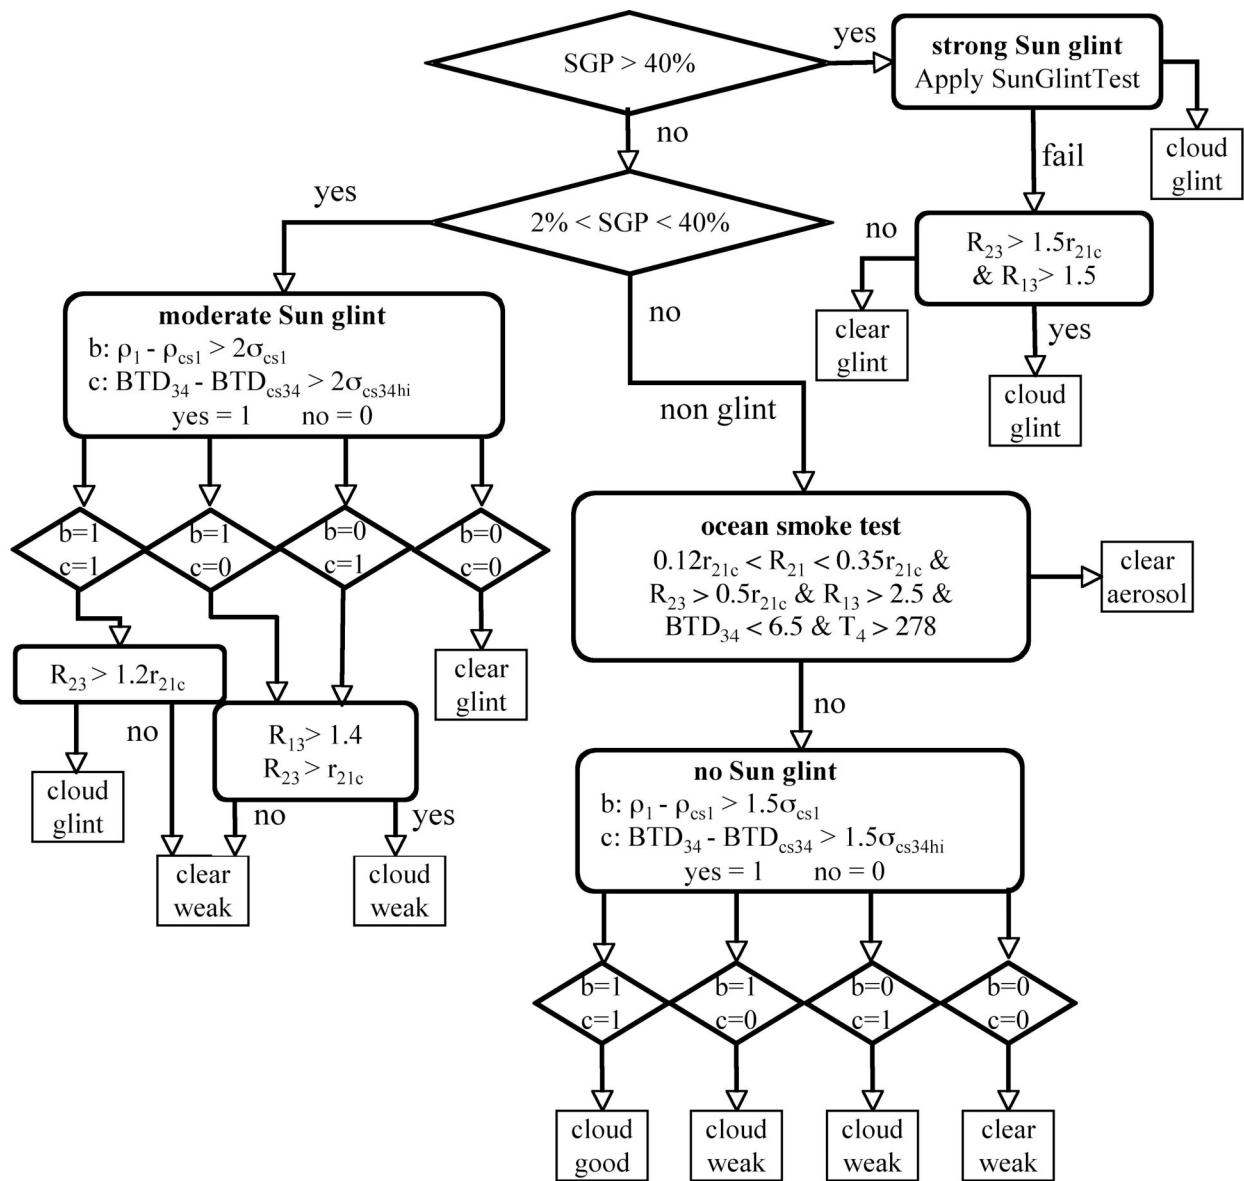 SGP > 40%
yes
strong Sun glint
Apply SunGlintTest
no
fail
cloud
glint
yes
2% < SGP < 40%
no
R₂₃ > 1.5r₂₁c
& R₁₃ > 1.5
clear
glint
yes
cloud
glint
no
non glint
moderate Sun glint
b: ρ₁ - ρcs1 > 2σcs1
c: BTD₃₄ - BTDcs34 > 2σcs34hi
yes = 1 no = 0
b=1
c=1
b=1
c=0
b=0
c=1
b=0
c=0
R₂₃ > 1.2r₂₁c
no
cloud
glint
R₁₃ > 1.4
R₂₃ > r₂₁c
clear
glint
no
yes
clear
weak
cloud
weak
ocean smoke test
0.12r₂₁c < R₂₁ < 0.35r₂₁c &
R₂₃ > 0.5r₂₁c & R₁₃ > 2.5 &
BTD₃₄ < 6.5 & T₄ > 278
clear
aerosol
no
no Sun glint
b: ρ₁ - ρcs1 > 1.5σcs1
c: BTD₃₄ - BTDcs34 > 1.5σcs34hi
yes = 1 no = 0
b=1
c=1
b=1
c=0
b=0
c=1
b=0
c=0
cloud
good
cloud
weak
cloud
weak
clear
weak